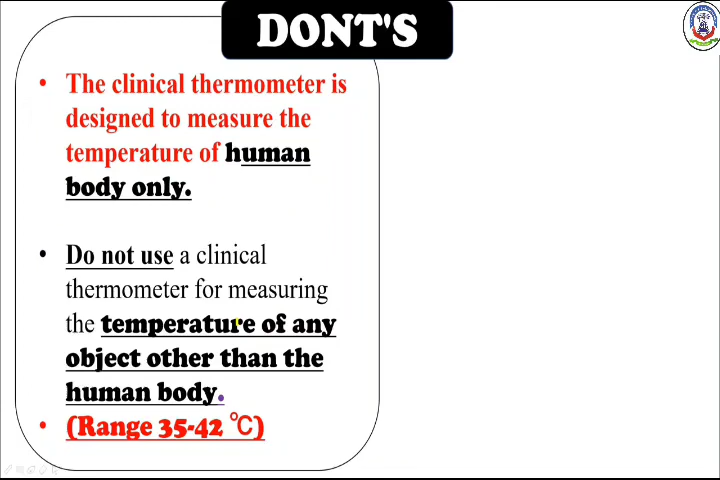 DONT'S
• The clinical thermometer is
designed to measure the
temperature of human
body only.
• Do not use a clinical
thermometer for measuring
the temperature of any
object other than the
human body.
• (Range 35-42 ℃)